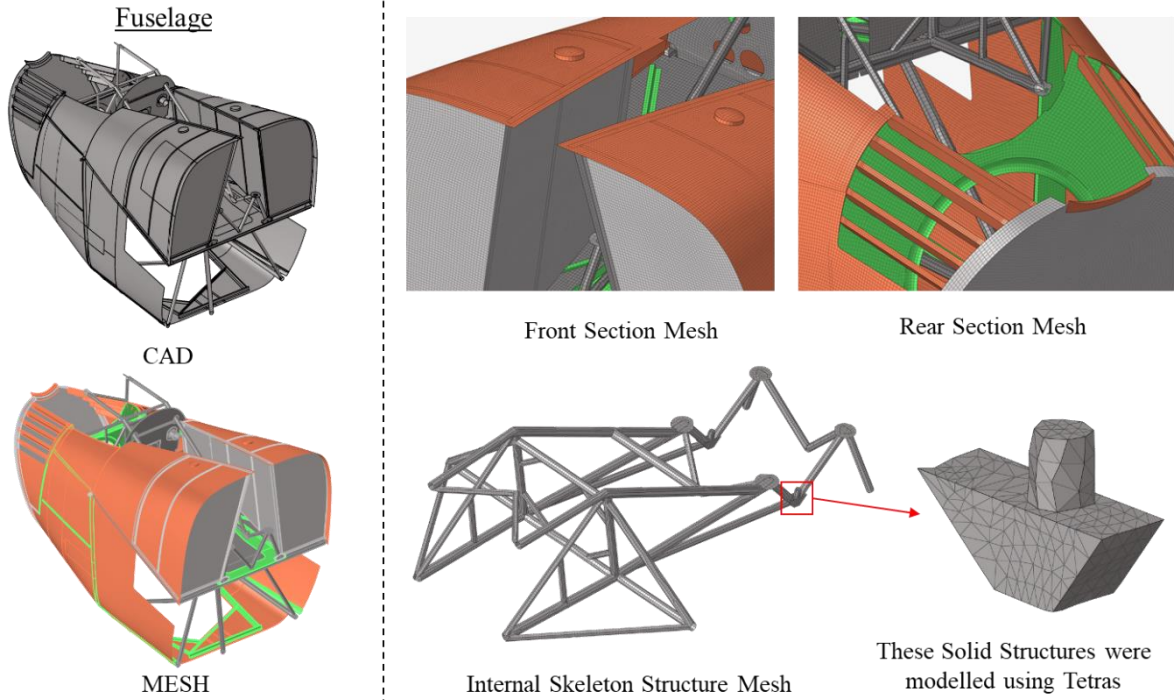 Fuselage
CAD
MESH
Front Section Mesh
Rear Section Mesh
Internal Skeleton Structure Mesh
These Solid Structures were
modelled using Tetras